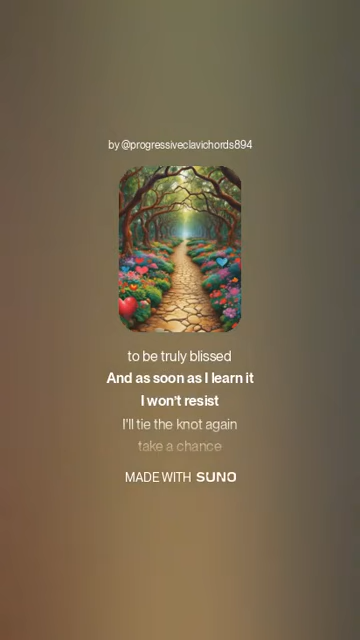 by @progressiveclavichords894
to be truly blissed
And as soon as I learn it
I won't resist
I'll tie the knot again
take a chance
MADE WITH SUNO